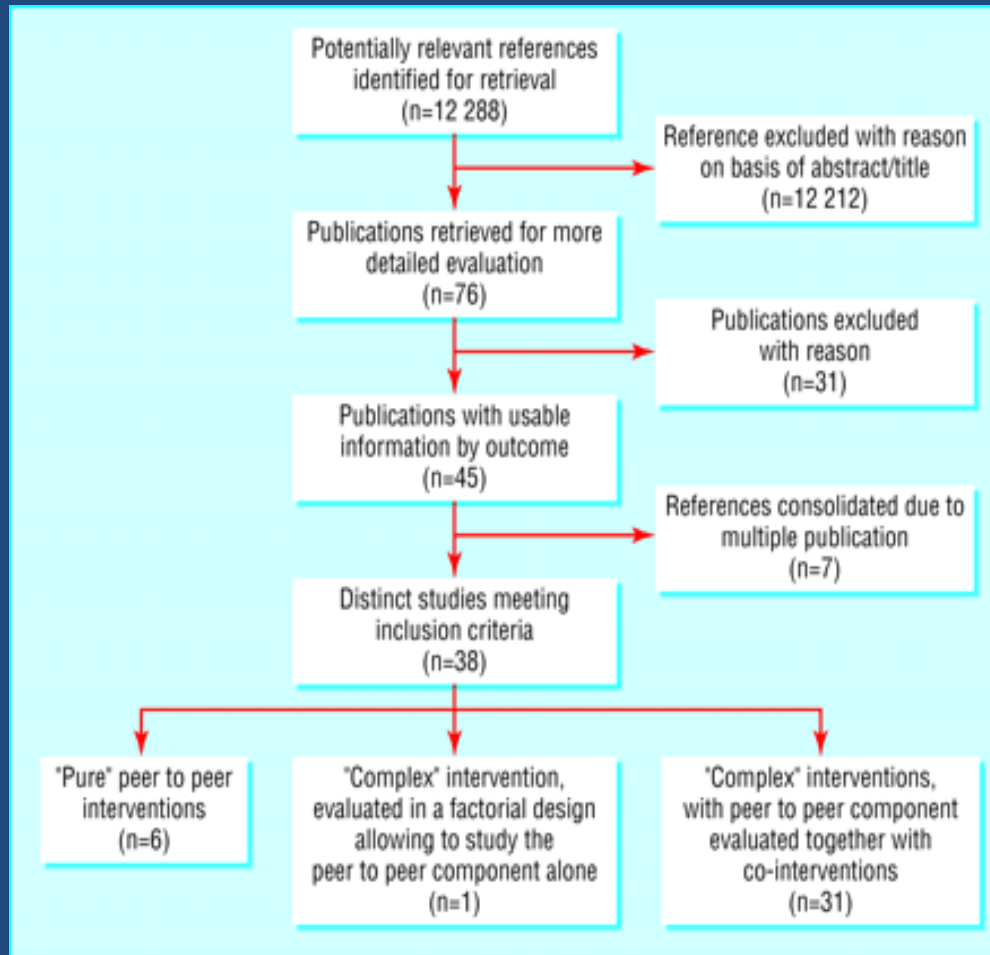 Potentially relevant references
identified for retrieval
(n=12 288)
Reference excluded with reason
on basis of abstract/title
(n=12 212)
Publications retrieved for more
detailed evaluation
(n=76)
Publications excluded
with reason
(n=31)
Publications with usable
information by outcome
(n=45)
References consolidated due to
multiple publication
(n=7)
Distinct studies meeting
inclusion criteria
(n=38)
"Pure" peer to peer
interventions
(n=6)
"Complex" intervention,
evaluated in a factorial design
allowing to study the
peer to peer component alone
(n=1)
"Complex" interventions,
with peer to peer component
evaluated together with
co-interventions
(n=31)